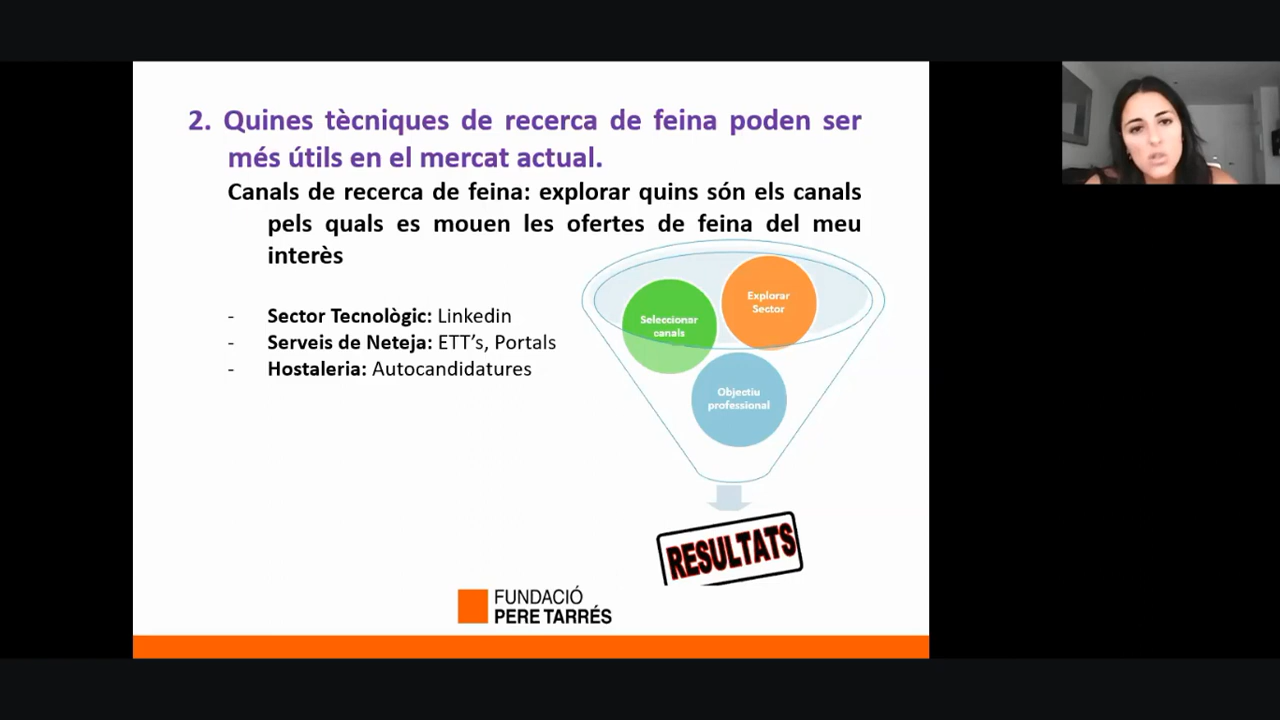 2. Quines tècniques de recerca de feina poden ser
més útils en el mercat actual.
Canals de recerca de feina: explorar quins són els canals
pels quals es mouen les ofertes de feina del meu
interès
- Sector Tecnològic: Linkedin
- Serveis de Neteja: ETT’s, Portals
- Hostaleria: Autocandidatures
Explorar
Sector
Seleccionar
canals
Objectiu
professional
RESULTATS
FUNDACIÓ
PERE TARRÉS